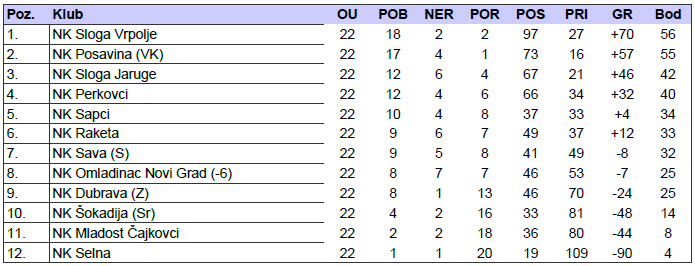 Poz. Klub OU POB NER POR POS PRI GR Bod
1. NK Sloga Vrpolje 22 18 2 2 97 27 +70 56
2. NK Posavina (VK) 22 17 4 1 73 16 +57 55
3. NK Sloga Jaruge 22 12 6 4 67 21 +46 42
4. NK Perkovci 22 12 4 6 66 34 +32 40
5. NK Sapci 22 10 4 8 37 33 +4 34
6. NK Raketa 22 9 6 7 49 37 +12 33
7. NK Sava (S) 22 9 5 8 41 49 -8 32
8. NK Omladinac Novi Grad (-6) 22 8 7 7 46 53 -7 25
9. NK Dubrava (Z) 22 8 1 13 46 70 -24 25
10. NK Šokadija (Sr) 22 4 2 16 33 81 -48 14
11. NK Mladost Čajkovci 22 2 2 18 36 80 -44 8
12. NK Selna 22 1 1 20 19 109 -90 4